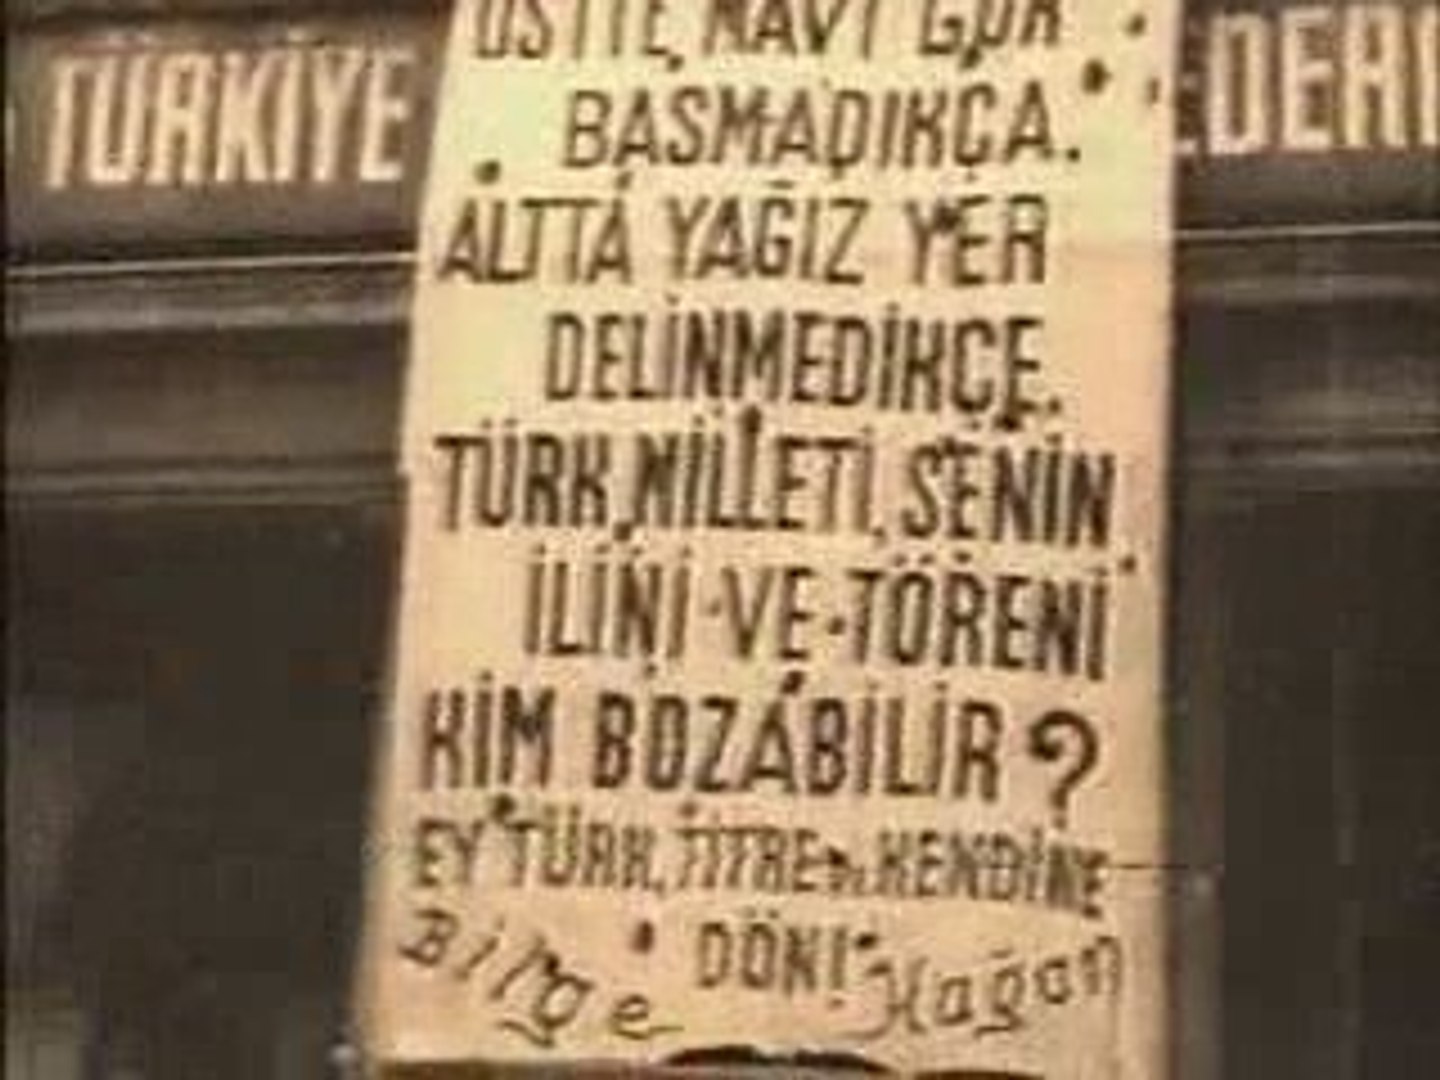 TÜRKİYE
ÜSTTE MAVİ GÖK
BASMADIKÇA.
ALTTA YAĞIZ YER
DELİNMEDİKÇE.
TÜRK MİLLETİ, SENİN
İLİNİ VE TÖRENİ
KİM BOZABİLİR?
EY TÜRK, TİTRE KENDİNE
DÖN!
Bilge Kağan